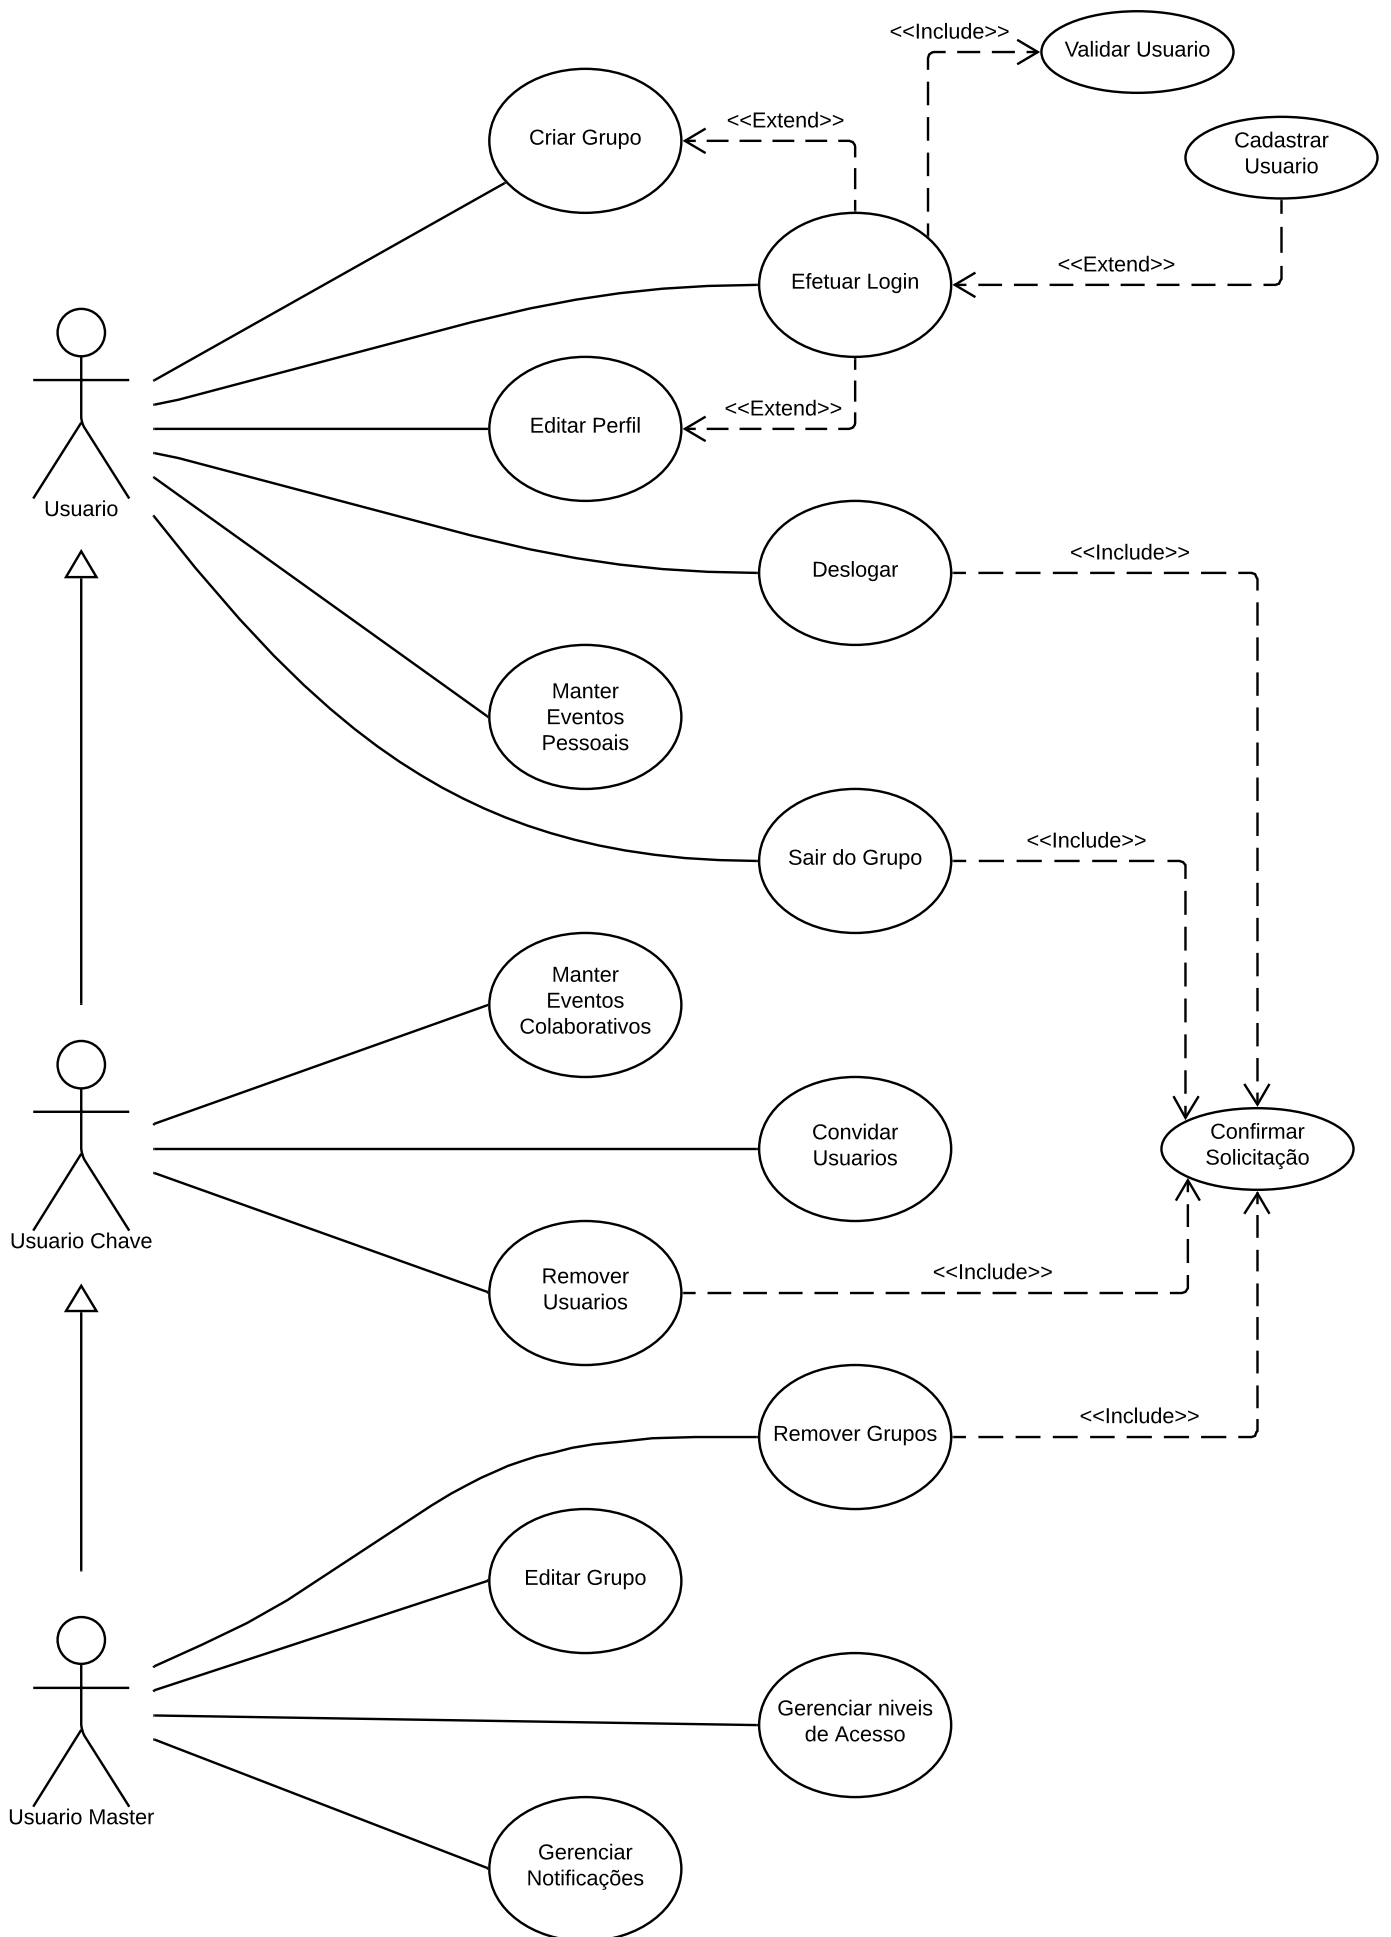 <<Include>>
Validar Usuario
<<Extend>>
Criar Grupo
Cadastrar
Usuario
<<Extend>>
Efetuar Login
<<Extend>>
Editar Perfil
Usuario
<<Include>>
Deslogar
Manter
Eventos
Pessoais
<<Include>>
Sair do Grupo
Manter
Eventos
Colaborativos
Convidar
Usuarios
Confirmar
Solicitação
Usuario Chave
<<Include>>
Remover
Usuarios
<<Include>>
Remover Grupos
Editar Grupo
Gerenciar niveis
de Acesso
Usuario Master
Gerenciar
Notificações